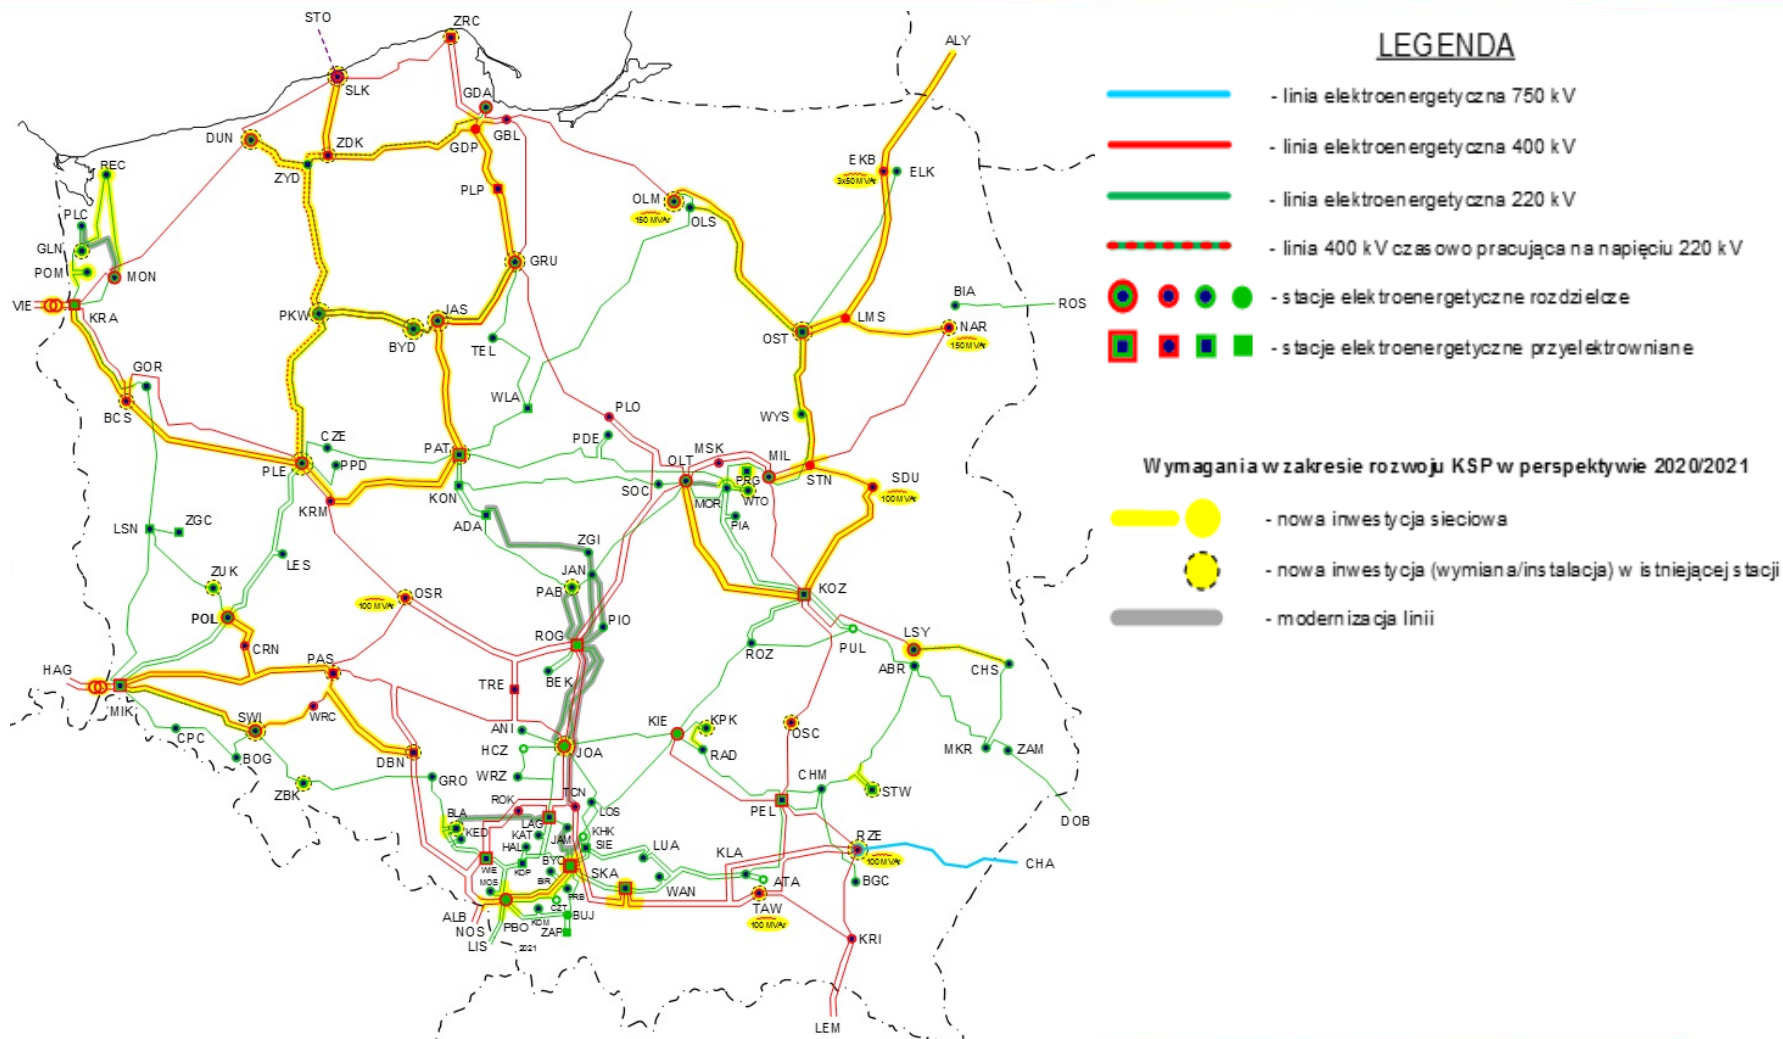 STO
ZRC
SLK
GDA
GBL
GDP
DUN
ZDK
ZYD
PLP
ALY
EKB
3x50 MVAr
ELK
OLM
150 MVAr
OLS
REC
PLC
GLN
POM
MON
VIE
KRA
GRU
PKW
BYD
JAS
TEL
BIA
ROS
LMS
OST
NAR
150 MVAr
GOR
BCS
WLA
PLO
WYS
CZE
PPD
PLE
PAT
PDE
KON
KRM
ADA
SOC
OLT
MSK
MIL
PRG
WTO
MOR
PIA
STN
SDU
100 MVAr
LSN
ZGC
LES
ZUK
POL
ZGI
JAN
PAB
PIO
ROG
BEK
KOZ
OSR
100 MVAr
CRN
PAS
HAG
MIK
WRC
SWI
CPC
BOG
ZBK
DBN
GRO
TRE
ANI
HCZ
WRZ
JOA
ROZ
PUL
LSY
ABR
CHS
MKR
ZAM
DOB
KIE
KPK
RAD
OSC
CHM
STW
PEL
ROK
TCN
LOS
BLA
KED
LAG
KAT
HAL
JAM
KHK
SIE
WIE
KOP
BYC
MOS
BIR
PRB
CZT
SKA
LUA
WAN
KLA
ATA
TAW
100 MVAr
RZE
100 MVAr
BGC
CHA
KRI
LEM
ALB
NOS
LIS
PBO
KOM
BUJ
ZAP
2021
LEGENDA
- linia elektroenergetyczna 750 kV
- linia elektroenergetyczna 400 kV
- linia elektroenergetyczna 220 kV
- linia 400 kV czasowo pracująca na napięciu 220 kV
- stacje elektroenergetyczne rozdzielcze
- stacje elektroenergetyczne przyelektrowniane
Wymagania w zakresie rozwoju KSP w perspektywie 2020/2021
- nowa inwestycja sieciowa
- nowa inwestycja (wymiana/instalacja) w istniejącej stacji
- modernizacja linii